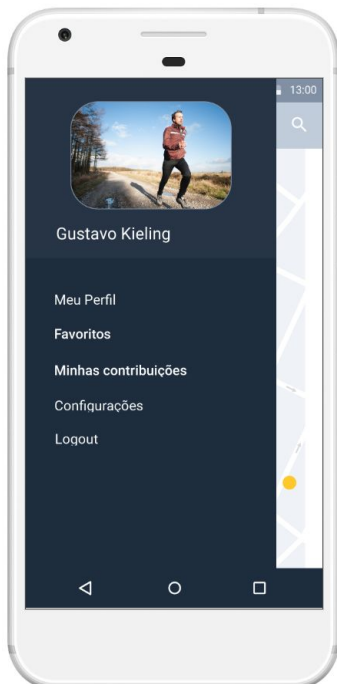 13:00
Gustavo Kieling
Meu Perfil
Favoritos
Minhas contribuições
Configurações
Logout